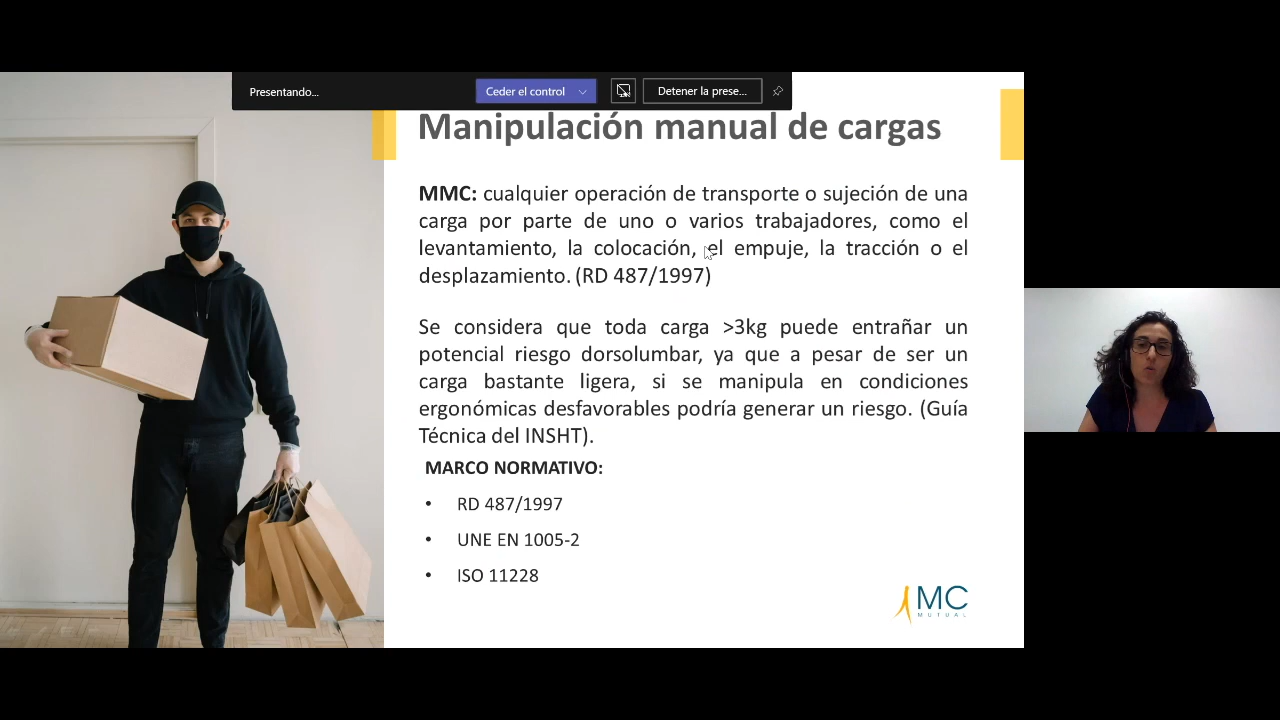 Presentando...
Ceder el control
Detener la prese...
Manipulación manual de cargas
MMC: cualquier operación de transporte o sujeción de una
carga por parte de uno o varios trabajadores, como el
levantamiento, la colocación, el empuje, la tracción o el
desplazamiento. (RD 487/1997)
Se considera que toda carga >3kg puede entrañar un
potencial riesgo dorsolumbar, ya que a pesar de ser un
carga bastante ligera, si se manipula en condiciones
ergonómicas desfavorables podría generar un riesgo. (Guía
Técnica del INSHT).
MARCO NORMATIVO:
• RD 487/1997
• UNE EN 1005-2
• ISO 11228
MC
MUTUAL